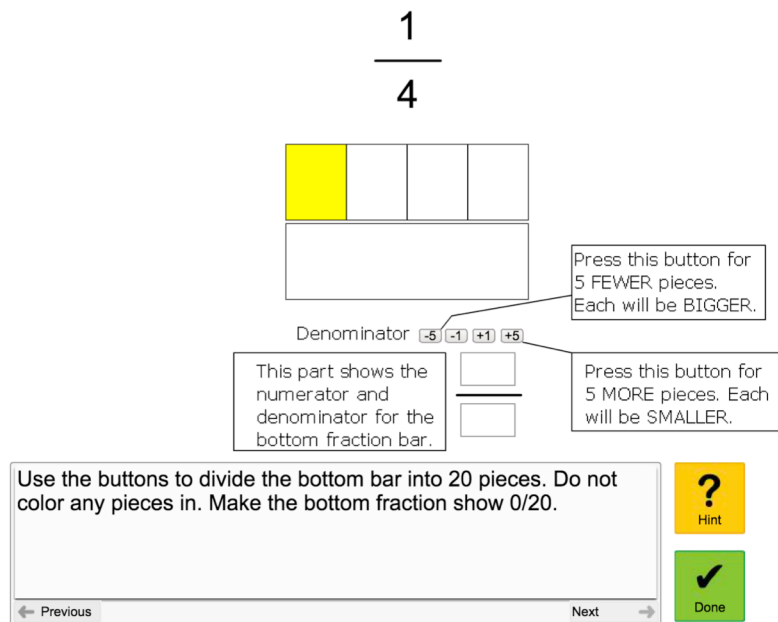 1
4
Press this button for
5 FEWER pieces.
Each will be BIGGER.
Denominator -5 -1 +1 +5
This part shows the
numerator and
denominator for the
bottom fraction bar.
Press this button for
5 MORE pieces. Each
will be SMALLER.
Use the buttons to divide the bottom bar into 20 pieces. Do not
color any pieces in. Make the bottom fraction show 0/20.
? Hint
Previous
Next
Done